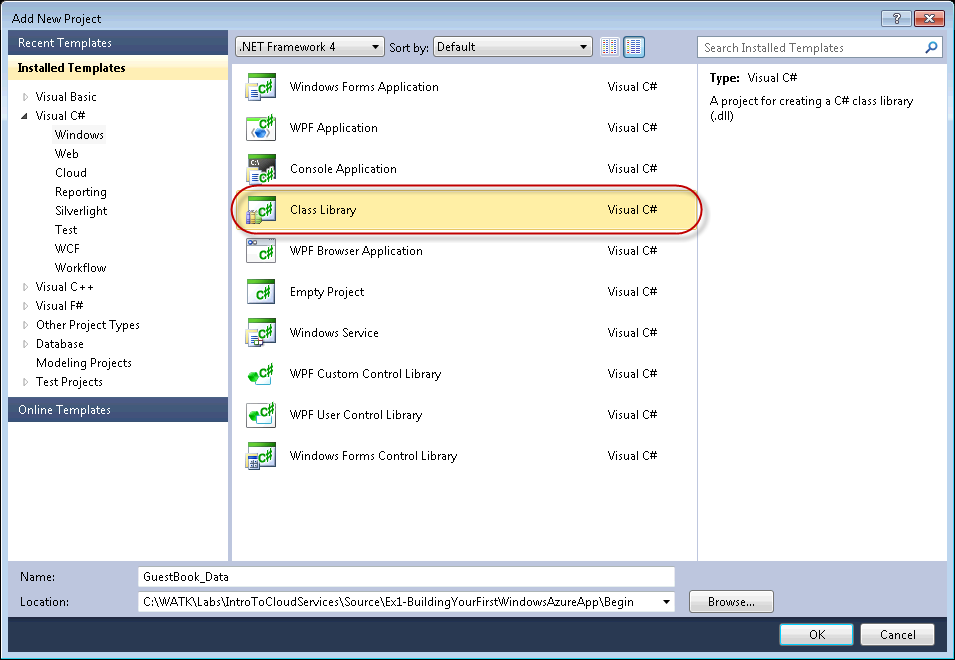 Add New Project
Recent Templates
Installed Templates
Visual Basic
Visual C#
Windows
Web
Cloud
Reporting
Silverlight
Test
WCF
Workflow
Visual C++
Visual F#
Other Project Types
Database
Modeling Projects
Test Projects
Online Templates
.NET Framework 4 Sort by: Default
Windows Forms Application Visual C#
WPF Application Visual C#
Console Application Visual C#
Class Library Visual C#
WPF Browser Application Visual C#
Empty Project Visual C#
Windows Service Visual C#
WPF Custom Control Library Visual C#
WPF User Control Library Visual C#
Windows Forms Control Library Visual C#
Search Installed Templates
Type: Visual C#
A project for creating a C# class library
(.dll)
Name: GuestBook_Data
Location: C:\WATK\Labs\IntroToCloudServices\Source\Ex1-BuildingYourFirstWindowsAzureApp\Begin Browse...
OK Cancel